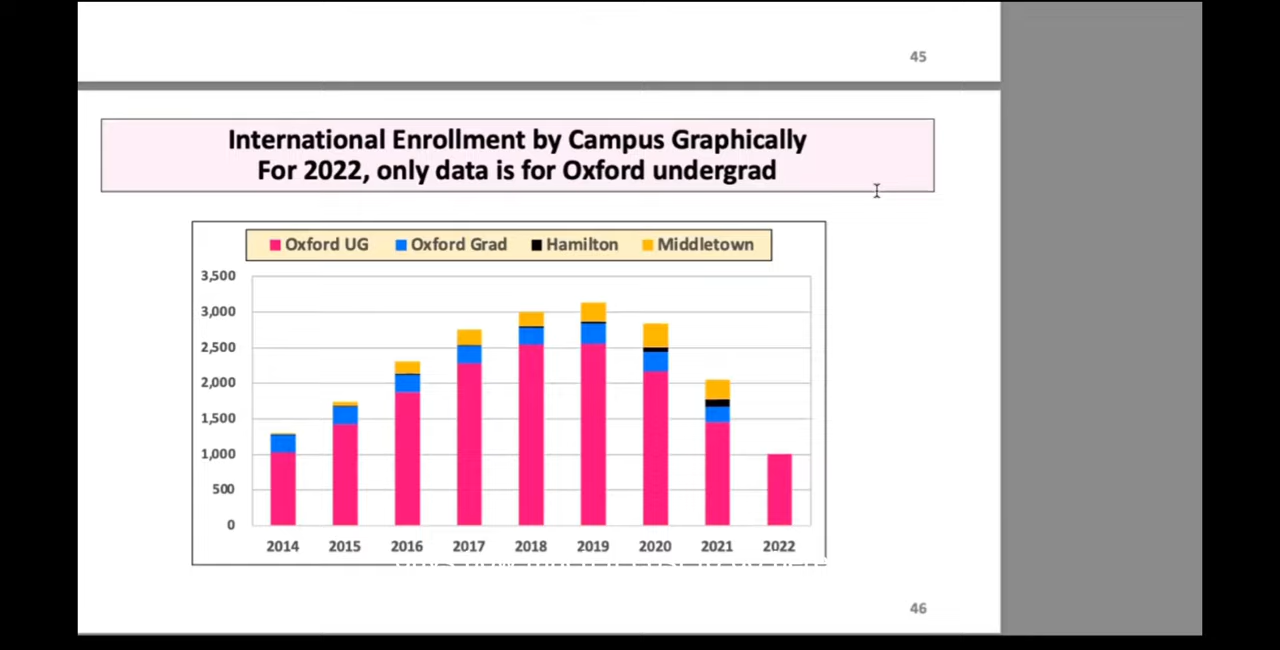 45
International Enrollment by Campus Graphically
For 2022, only data is for Oxford undergrad
Oxford UG Oxford Grad Hamilton Middletown
3,500
3,000
2,500
2,000
1,500
1,000
500
0
2014 2015 2016 2017 2018 2019 2020 2021 2022
46